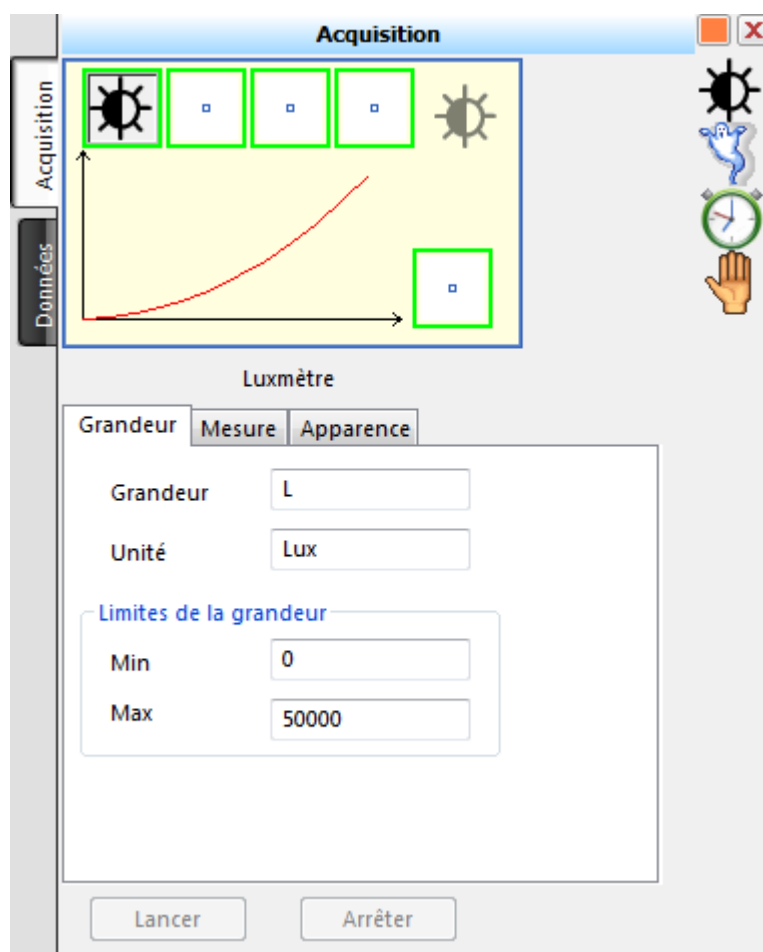 Acquisition
Acquisition
Données
Luxmètre
Grandeur Mesure Apparence
Grandeur L
Unité Lux
Limites de la grandeur
Min 0
Max 50000
Lancer Arrêter